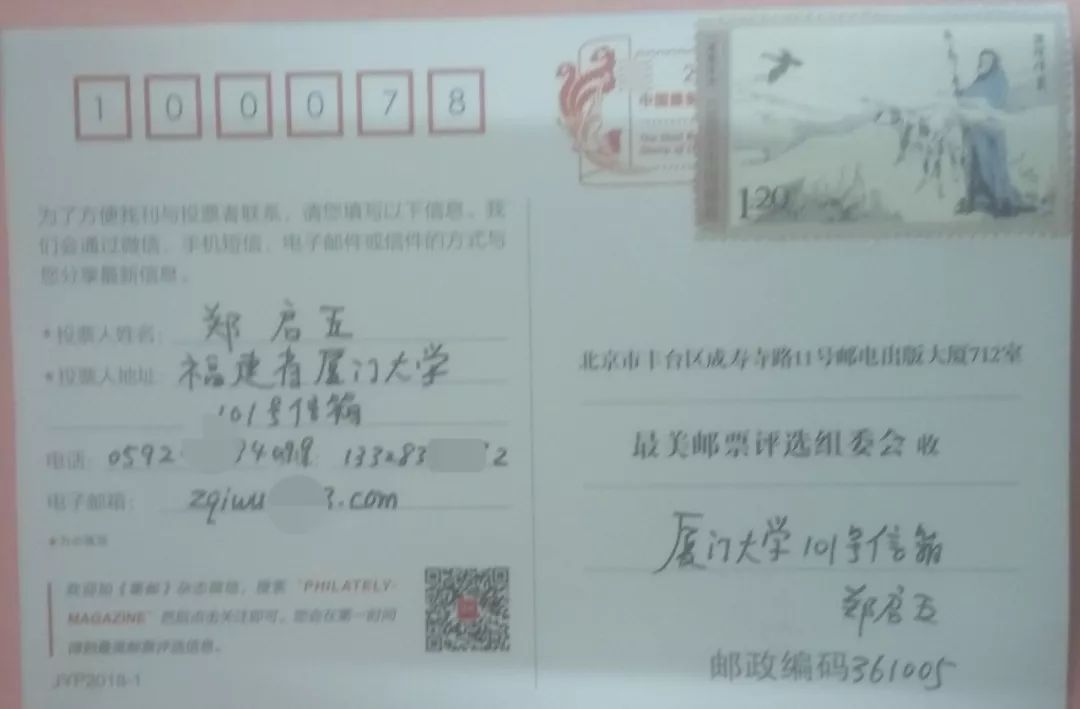 100078
中国最美
1.20
为了方便我刊与投票者联系，请您填写以下信息。我
们会通过微信、手机短信、电子邮件或信件的方式与
您分享最新信息。
*投票人姓名： 郑启五
*投票人地址： 福建省厦门大学
101号信箱
电话： 0592 133283 2
电子邮箱： zqiwu 3.com
欢迎加《集邮》杂志微信，搜索“PHILATELY-
MAGAZINE”然后点击关注即可，您会在第一时间
得到最美邮票评选信息。
JYP2018-1
北京市丰台区成寿寺路11号邮电出版大厦712室
最美邮票评选组委会 收
厦门大学101号信箱
郑启五
邮政编码361005